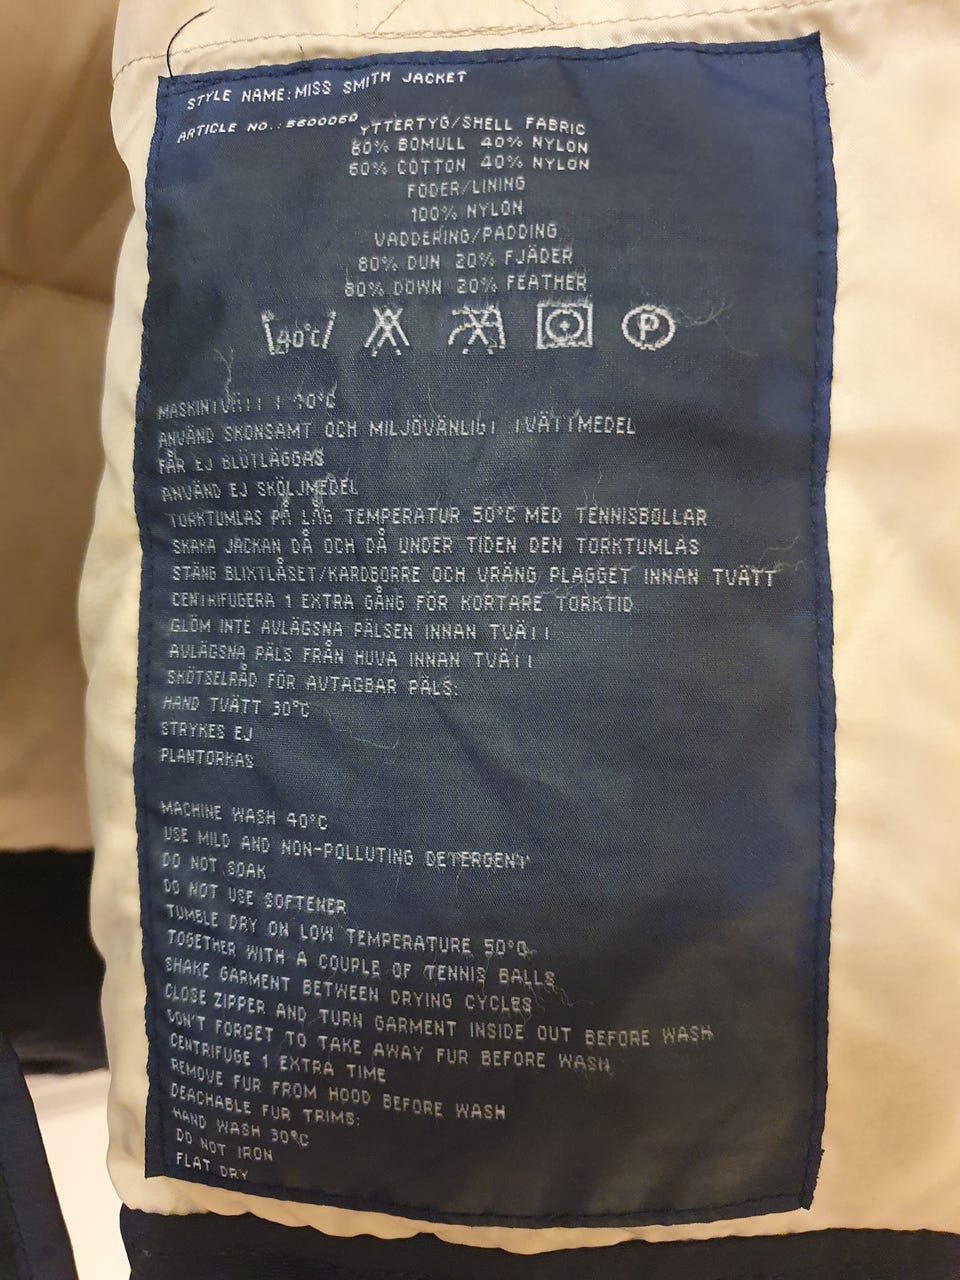 STYLE NAME:MISS SMITH JACKET
ARTICLE NO.:5600060
YTTERTYG/SHELL FABRIC
60% BOMULL 40% NYLON
60% COTTON 40% NYLON
FODER/LINING
100% NYLON
VADDERING/PADDING
80% DUN 20% FJÄDER
80% DOWN 20% FEATHER
40°C P
MASKINTVÄTT I 40°C
ANVÄND SKONSAMT OCH MILJÖVÄNLIGT TVÄTTMEDEL
FÅR EJ BLÖTLÄGGAS
ANVÄND EJ SKÖLJMEDEL
TORKTUMLAS PÅ LÅG TEMPERATUR 50°C MED TENNISBOLLAR
SKAKA JACKAN DÅ OCH DÅ UNDER TIDEN DEN TORKTUMLAS
STÄNG BLIXTLÅSET/KARDBORRE OCH VRÄNG PLAGGET INNAN TVÄTT
CENTRIFUGERA 1 EXTRA GÅNG FÖR KORTARE TORKTID
GLÖM INTE AVLÄGSNA PÄLSEN INNAN TVÄTT
AVLÄGSNA PÄLS FRÅN HUVA INNAN TVÄTT
SKÖTSELRÅD FÖR AVTAGBAR PÄLS:
HAND TVÄTT 30°C
STRYKES EJ
PLANTORKAS
MACHINE WASH 40°C
USE MILD AND NON-POLLUTING DETERGENT
DO NOT SOAK
DO NOT USE SOFTENER
TUMBLE DRY ON LOW TEMPERATURE 50°C
TOGETHER WITH A COUPLE OF TENNIS BALLS
SHAKE GARMENT BETWEEN DRYING CYCLES
CLOSE ZIPPER AND TURN GARMENT INSIDE OUT BEFORE WASH
DON'T FORGET TO TAKE AWAY FUR BEFORE WASH
CENTRIFUGE 1 EXTRA TIME
REMOVE FUR FROM HOOD BEFORE WASH
DEACHABLE FUR TRIMS:
HAND WASH 30°C
DO NOT IRON
FLAT DRY